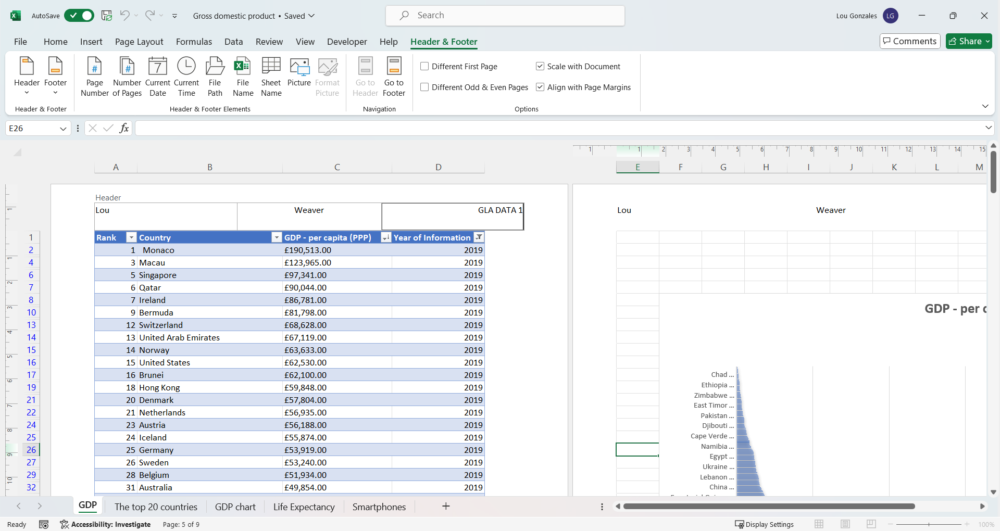 AutoSave
Gross domestic product • Saved
Search
Lou Gonzales LG
File Home Insert Page Layout Formulas Data Review View Developer Help Header & Footer
Comments Share
Header Footer
Page Number
Number of Pages
Current Date
Current Time
File Path
File Name
Sheet Name
Picture
Format Picture
Go to Header
Go to Footer
Different First Page
Different Odd & Even Pages
Scale with Document
Align with Page Margins
Header & Footer
Header & Footer Elements
Navigation
Options
E26
fx
1 1 2 3 4 5 6 7 8 9 10 11 12 13 14 15
A B C D E F G H I J K L M
Header
Lou Weaver GLA DATA 1
Lou Weaver
1 Rank Country GDP - per capita (PPP) Year of Information
2 1 Monaco £190,513.00 2019
4 3 Macau £123,965.00 2019
6 5 Singapore £97,341.00 2019
7 6 Qatar £90,044.00 2019
8 7 Ireland £86,781.00 2019
10 9 Bermuda £81,798.00 2019
13 12 Switzerland £68,628.00 2019
14 13 United Arab Emirates £67,119.00 2019
15 14 Norway £63,633.00 2019
16 15 United States £62,530.00 2019
17 16 Brunei £62,100.00 2019
19 18 Hong Kong £59,848.00 2019
21 20 Denmark £57,804.00 2019
22 21 Netherlands £56,935.00 2019
24 23 Austria £56,188.00 2019
25 24 Iceland £55,874.00 2019
26 25 Germany £53,919.00 2019
27 26 Sweden £53,240.00 2019
29 28 Belgium £51,934.00 2019
32 31 Australia £49,854.00 2019
1
1
2
3
4
5
6
7
8
9
10
GDP - per
Chad ...
Ethiopia ...
Zimbabwe ...
East Timor ...
Pakistan ...
Djibouti ...
Cape Verde ...
Namibia ...
Egypt ...
Ukraine ...
Lebanon ...
China ...
GDP The top 20 countries GDP chart Life Expectancy Smartphones
Ready Accessibility: Investigate Page: 5 of 9
Display Settings
100%